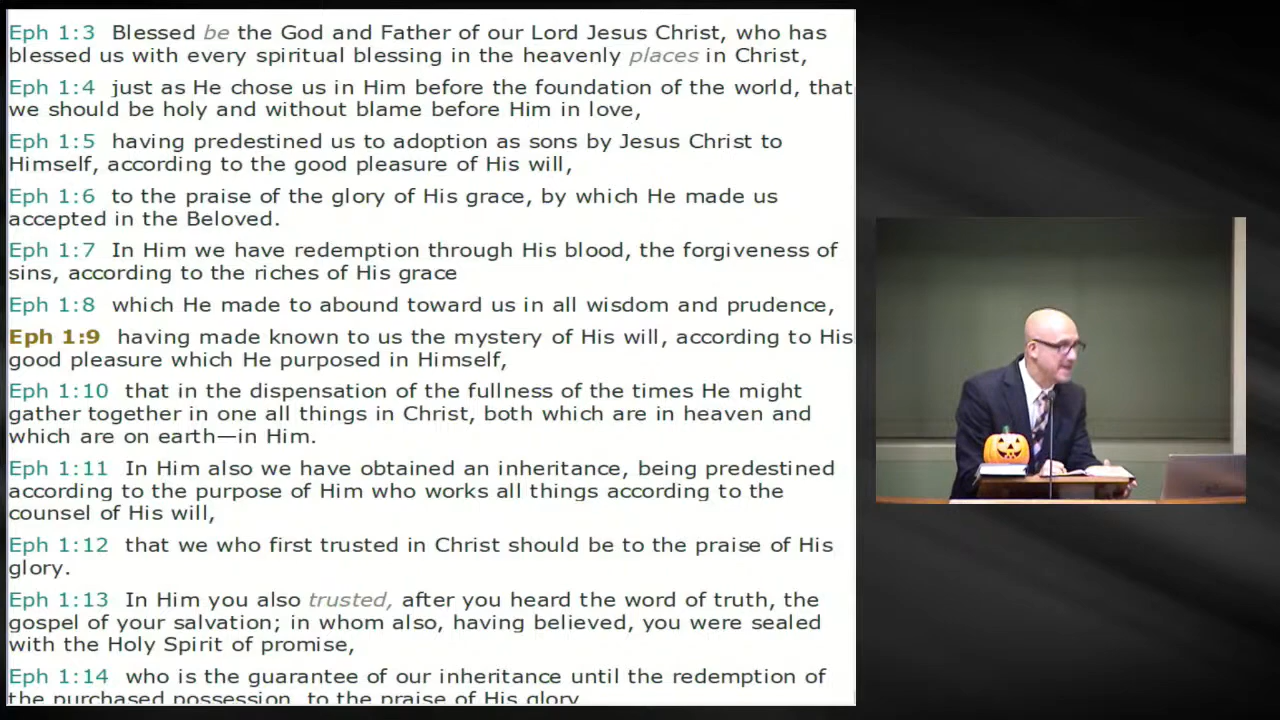 Eph 1:3 Blessed be the God and Father of our Lord Jesus Christ, who has
blessed us with every spiritual blessing in the heavenly places in Christ,
Eph 1:4 just as He chose us in Him before the foundation of the world, that
we should be holy and without blame before Him in love,
Eph 1:5 having predestined us to adoption as sons by Jesus Christ to
Himself, according to the good pleasure of His will,
Eph 1:6 to the praise of the glory of His grace, by which He made us
accepted in the Beloved.
Eph 1:7 In Him we have redemption through His blood, the forgiveness of
sins, according to the riches of His grace
Eph 1:8 which He made to abound toward us in all wisdom and prudence,
Eph 1:9 having made known to us the mystery of His will, according to His
good pleasure which He purposed in Himself,
Eph 1:10 that in the dispensation of the fullness of the times He might
gather together in one all things in Christ, both which are in heaven and
which are on earth—in Him.
Eph 1:11 In Him also we have obtained an inheritance, being predestined
according to the purpose of Him who works all things according to the
counsel of His will,
Eph 1:12 that we who first trusted in Christ should be to the praise of His
glory.
Eph 1:13 In Him you also trusted, after you heard the word of truth, the
gospel of your salvation; in whom also, having believed, you were sealed
with the Holy Spirit of promise,
Eph 1:14 who is the guarantee of our inheritance until the redemption of
the purchased possession, to the praise of His glory